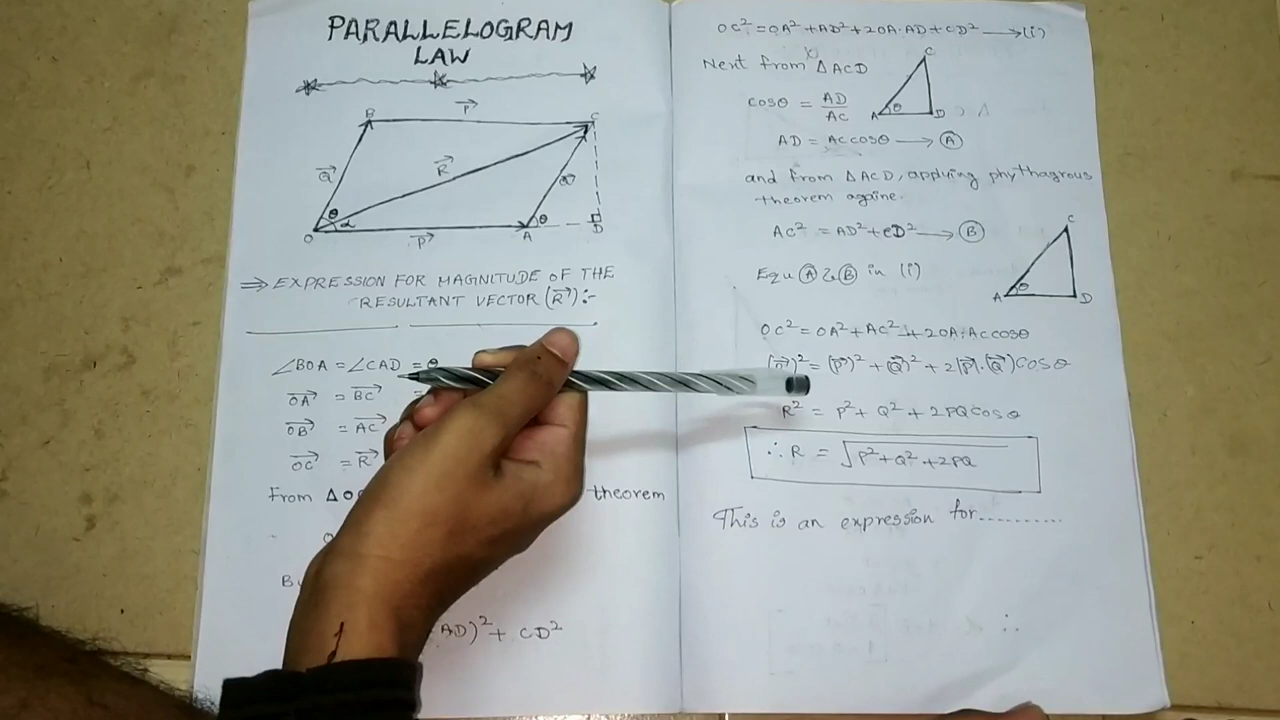 PARALLELOGRAM
LAW
B
P
C
Q
R
Q
θ
α
θ
O
P
A
D
⇒ EXPRESSION FOR MAGNITUDE OF THE
RESULTANT VECTOR (R→) :-
∠BOA = ∠CAD = θ
OA→ = BC→ =
OB→ = AC→
OC→ = R→
From Δ theorem
AD)² + CD²
OC² = OA² + AD² + 2OA·AD + CD² → (i)
Next from ΔACD
cosθ = AD/AC
C
A θ D
AD = AC cosθ → Ⓐ
and from ΔACD, applying phythagrous
theorem againe.
AC² = AD² + CD² → Ⓑ
C
A θ D
Equ Ⓐ & Ⓑ in (i)
OC² = OA² + AC² + 2OA·AC cosθ
(R→)² = (P→)² + (Q→)² + 2(P→)·(Q→) cosθ
R² = P² + Q² + 2PQ cosθ
∴ R = √P² + Q² + 2PQ
This is an expression for..........
∴